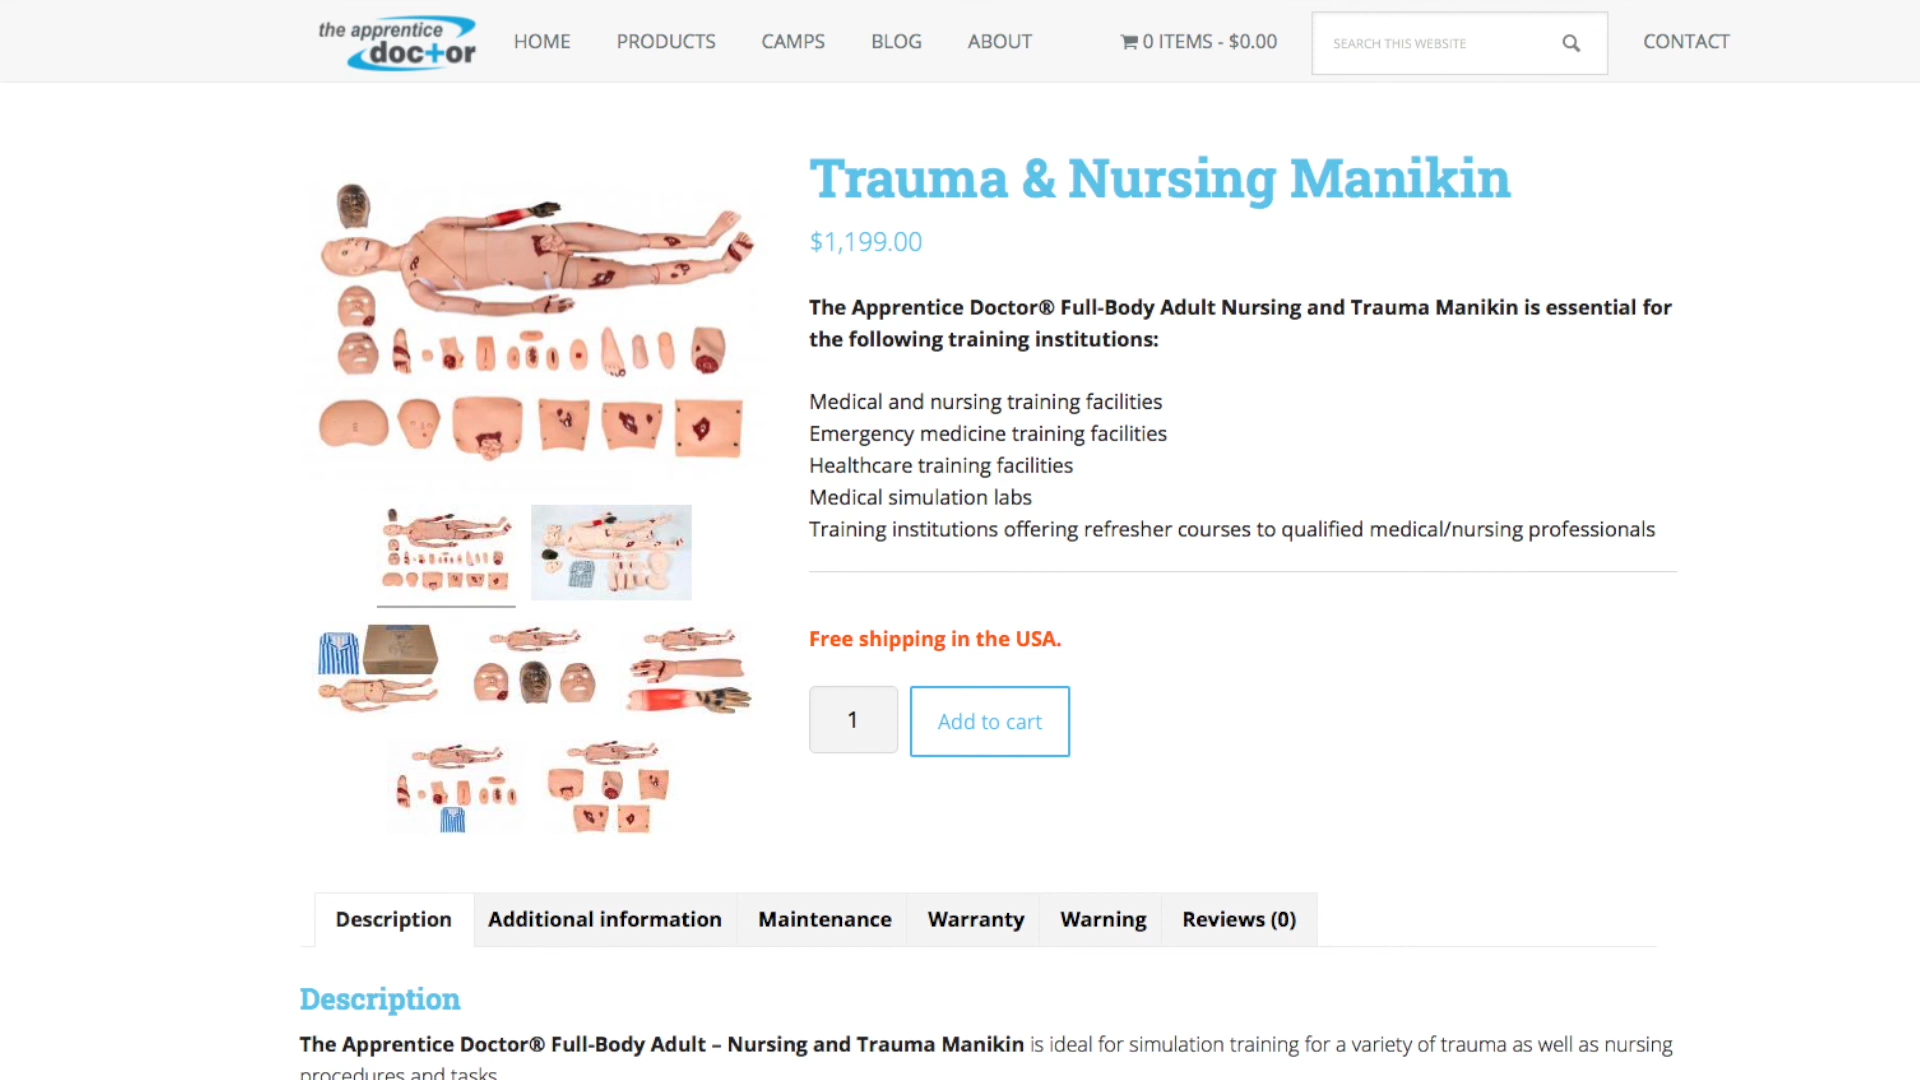 the apprentice
doctor
HOME
PRODUCTS
CAMPS
BLOG
ABOUT
0 ITEMS - $0.00
SEARCH THIS WEBSITE
CONTACT
Trauma & Nursing Manikin
$1,199.00
The Apprentice Doctor® Full-Body Adult Nursing and Trauma Manikin is essential for
the following training institutions:
Medical and nursing training facilities
Emergency medicine training facilities
Healthcare training facilities
Medical simulation labs
Training institutions offering refresher courses to qualified medical/nursing professionals
Free shipping in the USA.
1
Add to cart
Description
Additional information
Maintenance
Warranty
Warning
Reviews (0)
Description
The Apprentice Doctor® Full-Body Adult – Nursing and Trauma Manikin is ideal for simulation training for a variety of trauma as well as nursing
procedures and tasks.